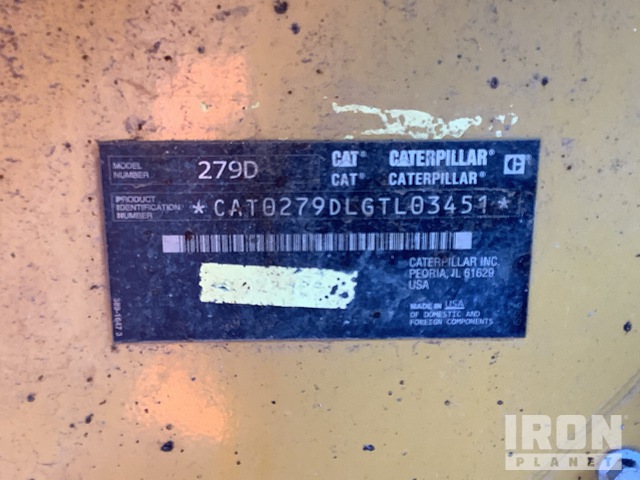 MODEL NUMBER 279D CAT® CATERPILLAR®
CAT® CATERPILLAR®
PRODUCT IDENTIFICATION NUMBER *CAT0279DLGTL03451*
CATERPILLAR INC.
PEORIA, IL 61629
USA
MADE IN USA
OF DOMESTIC AND
FOREIGN COMPONENTS
IRON
PLANET